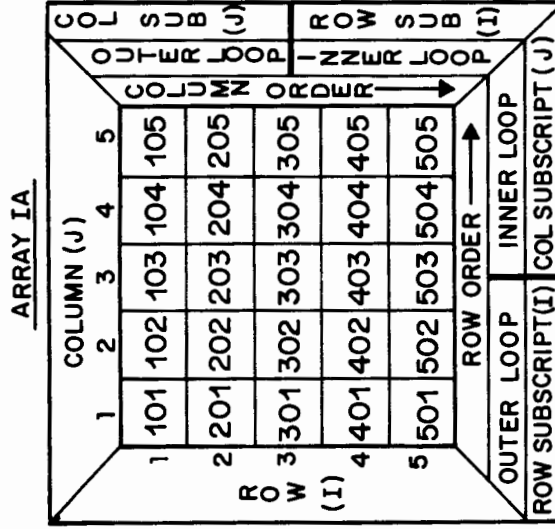 ARRAY IA
COLUMN (J)
1 2 3 4 5
1 101 102 103 104 105
2 201 202 203 204 205
3 301 302 303 304 305
4 401 402 403 404 405
5 501 502 503 504 505
ROW (I)
COLUMN ORDER
OUTER LOOP
INNER LOOP
COL SUB (J)
ROW SUB (I)
ROW ORDER
OUTER LOOP INNER LOOP
ROW SUBSCRIPT(I) COL SUBSCRIPT (J)